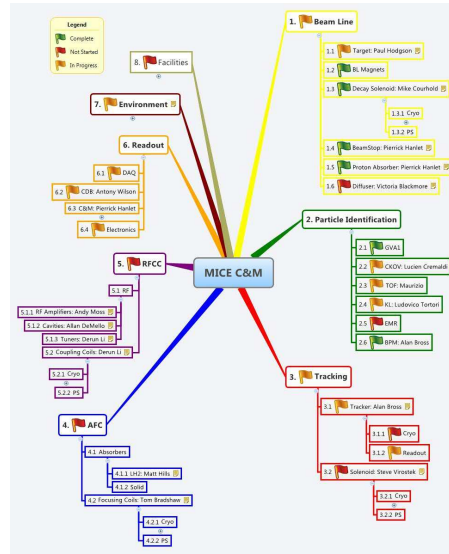 Legend
Complete
Not Started
In Progress
MICE C&M
1. Beam Line
1.1 Target: Paul Hodgson
1.2 BL Magnets
1.3 Decay Solenoid: Mike Courhold
1.3.1 Cryo
1.3.2 PS
1.4 BeamStop: Pierrick Hanlet
1.5 Proton Absorber: Pierrick Hanlet
1.6 Diffuser: Victoria Blackmore
2. Particle Identification
2.1 GVA1
2.2 CKOV: Lucien Cremaldi
2.3 TOF: Maurizio
2.4 KL: Ludovico Tortori
2.5 EMR
2.6 BPM: Alan Bross
3. Tracking
3.1 Tracker: Alan Bross
3.1.1 Cryo
3.1.2 Readout
3.2 Solenoid: Steve Virostek
3.2.1 Cryo
3.2.2 PS
4. AFC
4.1 Absorbers
4.1.1 LH2: Matt Hills
4.1.2 Solid
4.2 Focusing Coils: Tom Bradshaw
4.2.1 Cryo
4.2.2 PS
5. RFCC
5.1 RF
5.1.1 RF Amplifiers: Andy Moss
5.1.2 Cavities: Allan DeMello
5.1.3 Tuners: Derun Li
5.2 Coupling Coils: Derun Li
5.2.1 Cryo
5.2.2 PS
6. Readout
6.1 DAQ
6.2 CDB: Antony Wilson
6.3 C&M: Pierrick Hanlet
6.4 Electronics
7. Environment
8. Facilities